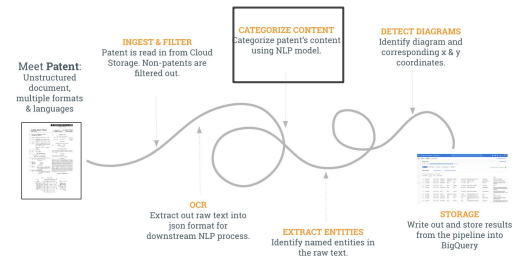 Meet Patent:
Unstructured
document,
multiple formats
& languages
INGEST & FILTER
Patent is read in from Cloud
Storage. Non-patents are
filtered out.
OCR
Extract out raw text into
json format for
downstream NLP process.
CATEGORIZE CONTENT
Categorize patent's content
using NLP model.
EXTRACT ENTITIES
Identify named entities in
the raw text.
DETECT DIAGRAMS
Identify diagram and
corresponding x & y
coordinates.
STORAGE
Write out and store results
from the pipeline into
BigQuery